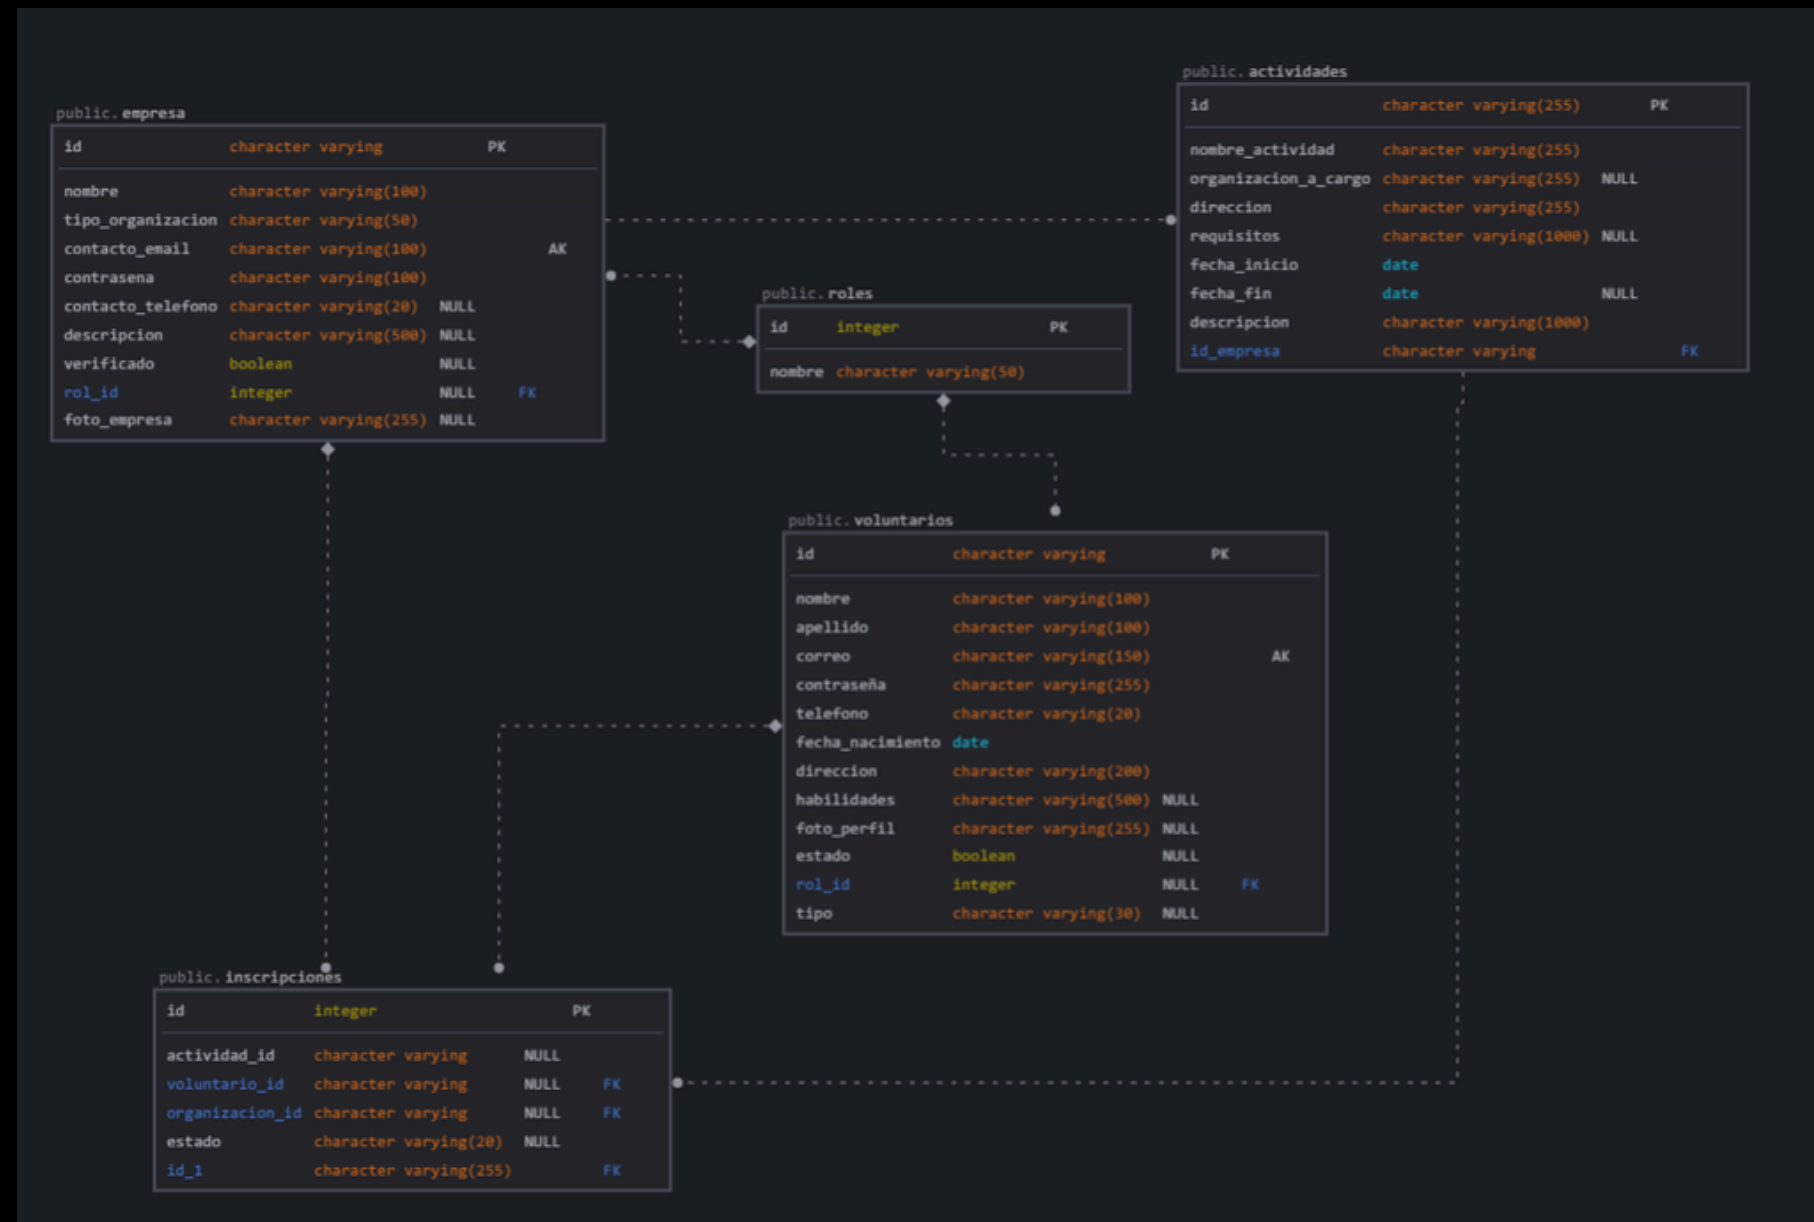 public.empresa
id character varying PK
nombre character varying(100)
tipo_organizacion character varying(50)
contacto_email character varying(100) AK
contrasena character varying(100)
contacto_telefono character varying(20) NULL
descripcion character varying(500) NULL
verificado boolean NULL
rol_id integer NULL FK
foto_empresa character varying(255) NULL
public.actividades
id character varying(255) PK
nombre_actividad character varying(255)
organizacion_a_cargo character varying(255) NULL
direccion character varying(255)
requisitos character varying(1000) NULL
fecha_inicio date
fecha_fin date NULL
descripcion character varying(1000)
id_empresa character varying FK
public.roles
id integer PK
nombre character varying(50)
public.voluntarios
id character varying PK
nombre character varying(100)
apellido character varying(100)
correo character varying(150) AK
contraseña character varying(255)
telefono character varying(20)
fecha_nacimiento date
direccion character varying(200)
habilidades character varying(500) NULL
foto_perfil character varying(255) NULL
estado boolean NULL
rol_id integer NULL FK
tipo character varying(30) NULL
public.inscripciones
id integer PK
actividad_id character varying NULL
voluntario_id character varying NULL FK
organizacion_id character varying NULL FK
estado character varying(20) NULL
id_1 character varying(255) FK